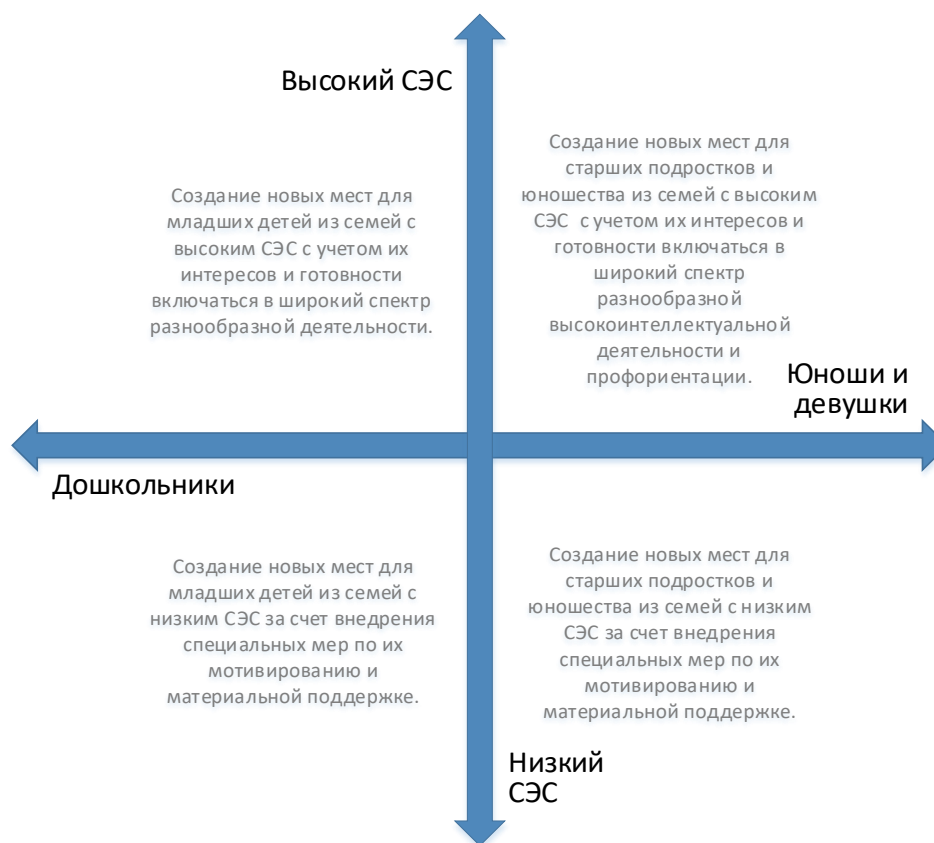 Высокий СЭС
Создание новых мест для
младших детей из семей с
высоким СЭС с учетом их
интересов и готовности
включаться в широкий спектр
разнообразной деятельности.
Создание новых мест для
старших подростков и
юношества из семей с высоким
СЭС с учетом их интересов и
готовности включаться в
широкий спектр
разнообразной
высокоинтеллектуальной
деятельности и
профориентации.
Юноши и
девушки
Дошкольники
Создание новых мест для
младших детей из семей с
низким СЭС за счет внедрения
специальных мер по их
мотивированию и
материальной поддержке.
Создание новых мест для
старших подростков и
юношества из семей с низким
СЭС за счет внедрения
специальных мер по их
мотивированию и
материальной поддержке.
Низкий
СЭС